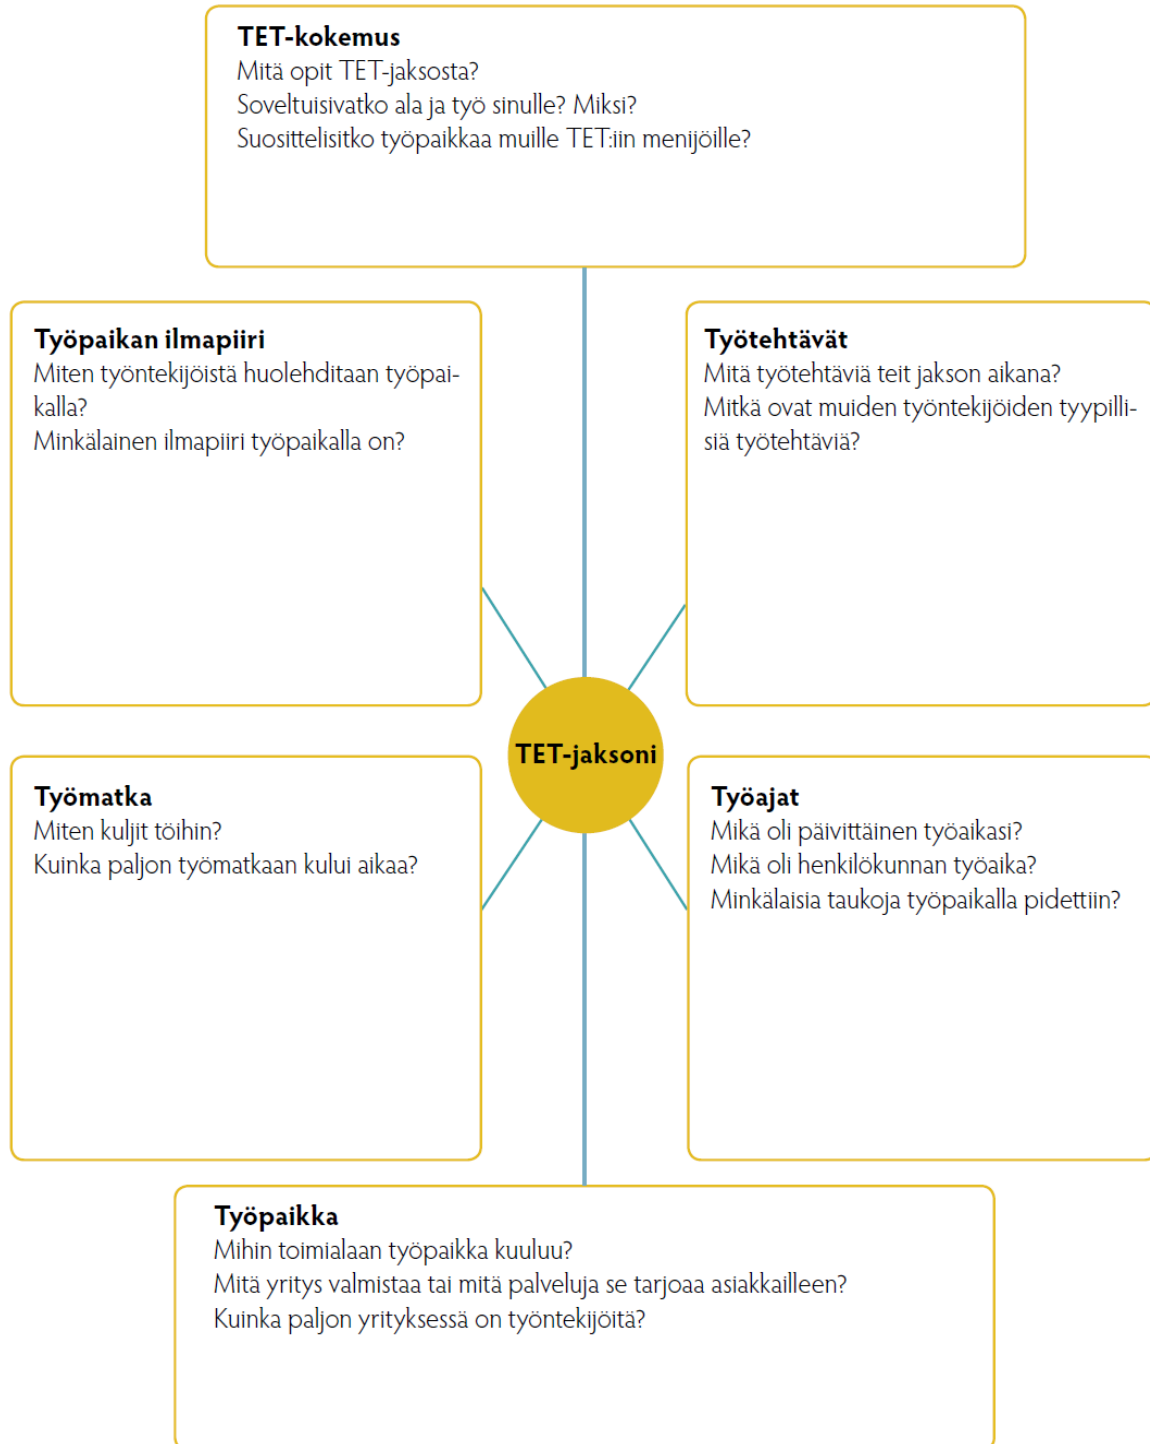 TET-kokemus
Mitä opit TET-jaksosta?
Soveltuisivatko ala ja työ sinulle? Miksi?
Suosittelisitko työpaikkaa muille TET:iin menijöille?
Työpaikan ilmapiiri
Miten työntekijöistä huolehditaan työpai-
kalla?
Minkälainen ilmapiiri työpaikalla on?
Työtehtävät
Mitä työtehtäviä teit jakson aikana?
Mitkä ovat muiden työntekijöiden tyypilli-
siä työtehtäviä?
TET-jaksoni
Työmatka
Miten kuljit töihin?
Kuinka paljon työmatkaan kului aikaa?
Työajat
Mikä oli päivittäinen työaikasi?
Mikä oli henkilökunnan työaika?
Minkälaisia taukoja työpaikalla pidettiin?
Työpaikka
Mihin toimialaan työpaikka kuuluu?
Mitä yritys valmistaa tai mitä palveluja se tarjoaa asiakkailleen?
Kuinka paljon yrityksessä on työntekijöitä?